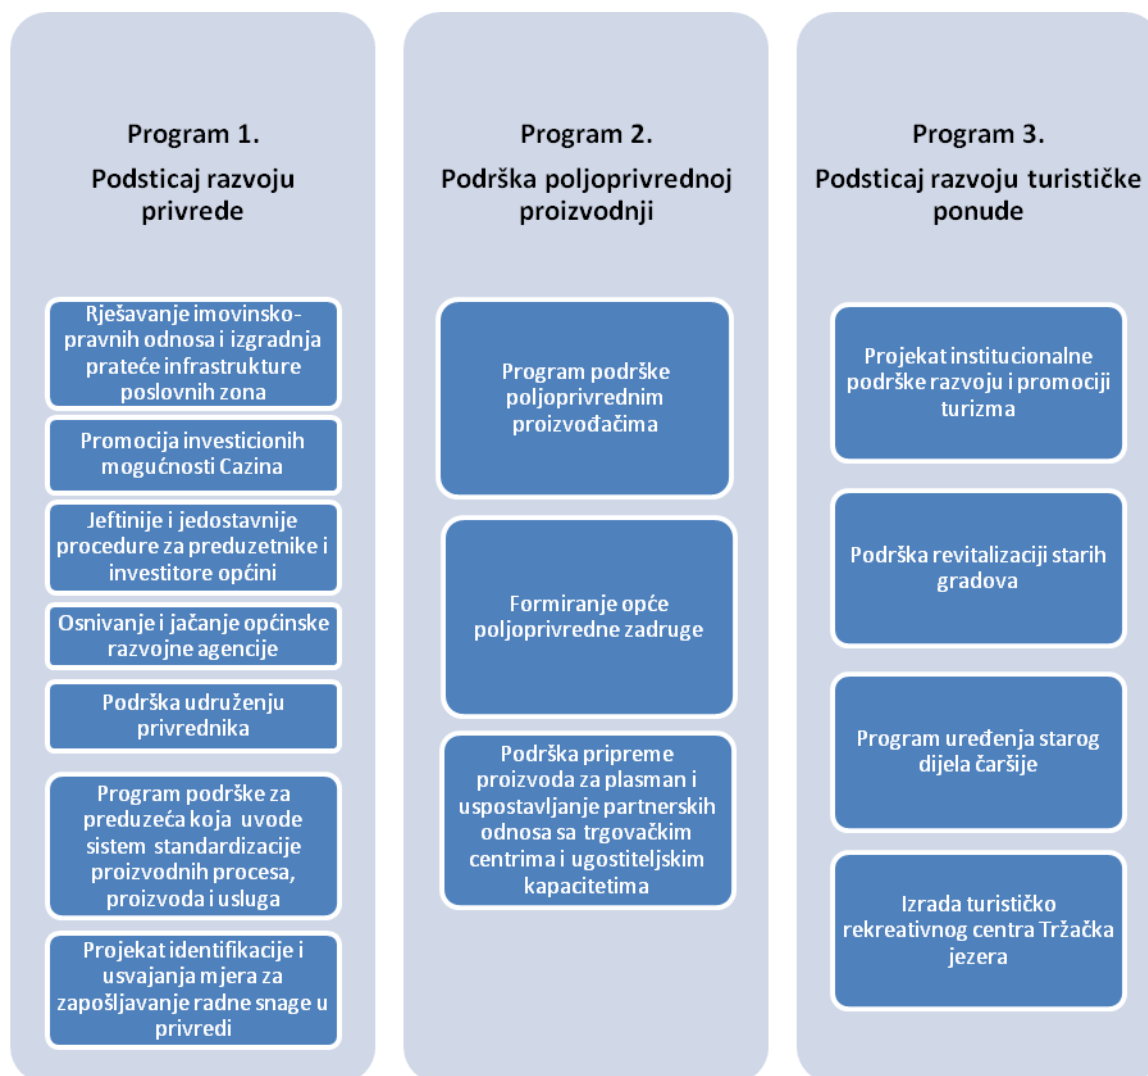 Program 1.
Podsticaj razvoju
privrede
Rješavanje imovinsko-
pravnih odnosa i izgradnja
prateće infrastrukture
poslovnih zona
Promocija investicionih
mogućnosti Cazina
Jeftinije i jedostavnije
procedure za preduzetnike i
investitore općini
Osnivanje i jačanje općinske
razvojne agencije
Podrška udruženju
privrednika
Program podrške za
preduzeća koja uvode
sistem standardizacije
proizvodnih procesa,
proizvoda i usluga
Projekat identifikacije i
usvajanja mjera za
zapošljavanje radne snage u
privredi
Program 2.
Podrška poljoprivrednoj
proizvodnji
Program podrške
poljoprivrednim
proizvođačima
Formiranje opće
poljoprivredne zadruge
Podrška pripreme
proizvoda za plasman i
uspostavljanje partnerskih
odnosa sa trgovačkim
centrima i ugostiteljskim
kapacitetima
Program 3.
Podsticaj razvoju turističke
ponude
Projekat institucionalne
podrške razvoju i promociji
turizma
Podrška revitalizaciji starih
gradova
Program uređenja starog
dijela čaršije
Izrada turističko
rekreativnog centra Tržačka
jezera